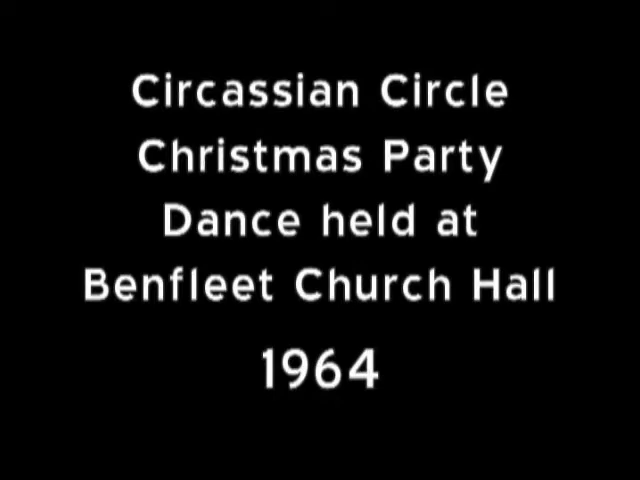 Circassian Circle
Christmas Party
Dance held at
Benfleet Church Hall
1964